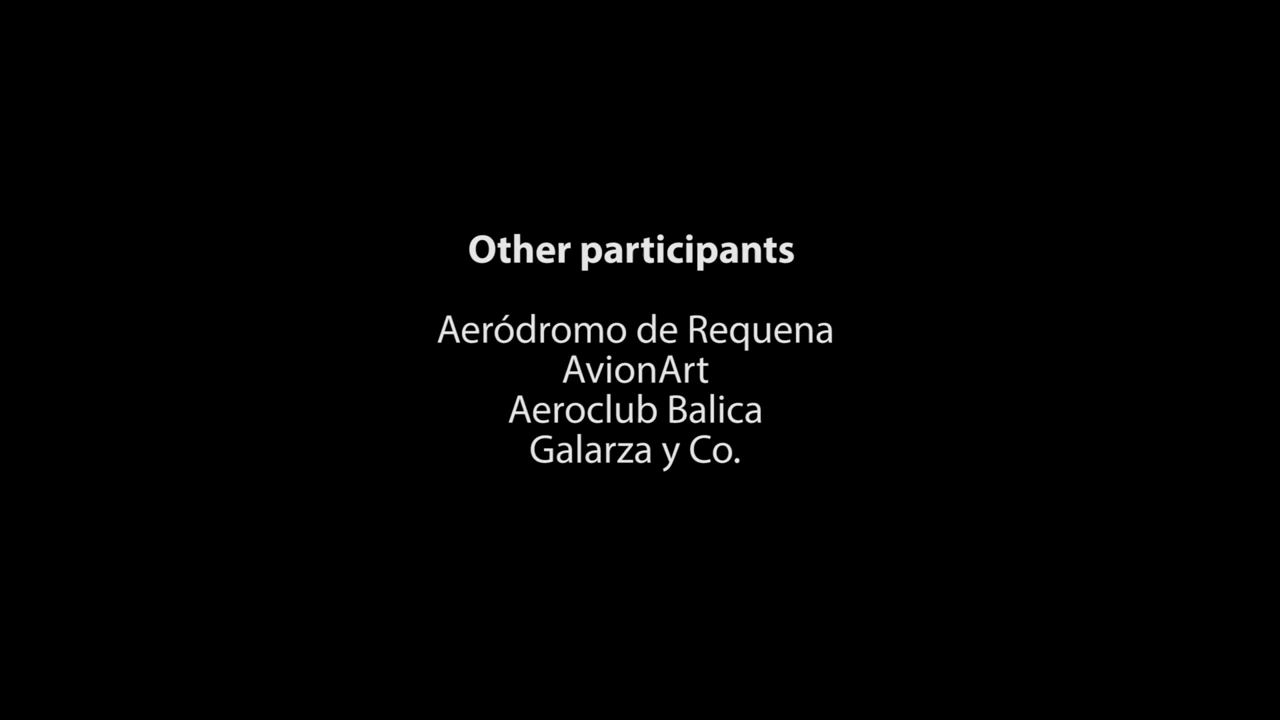 Other participants
Aeródromo de Requena
AvionArt
Aeroclub Balica
Galarza y Co.